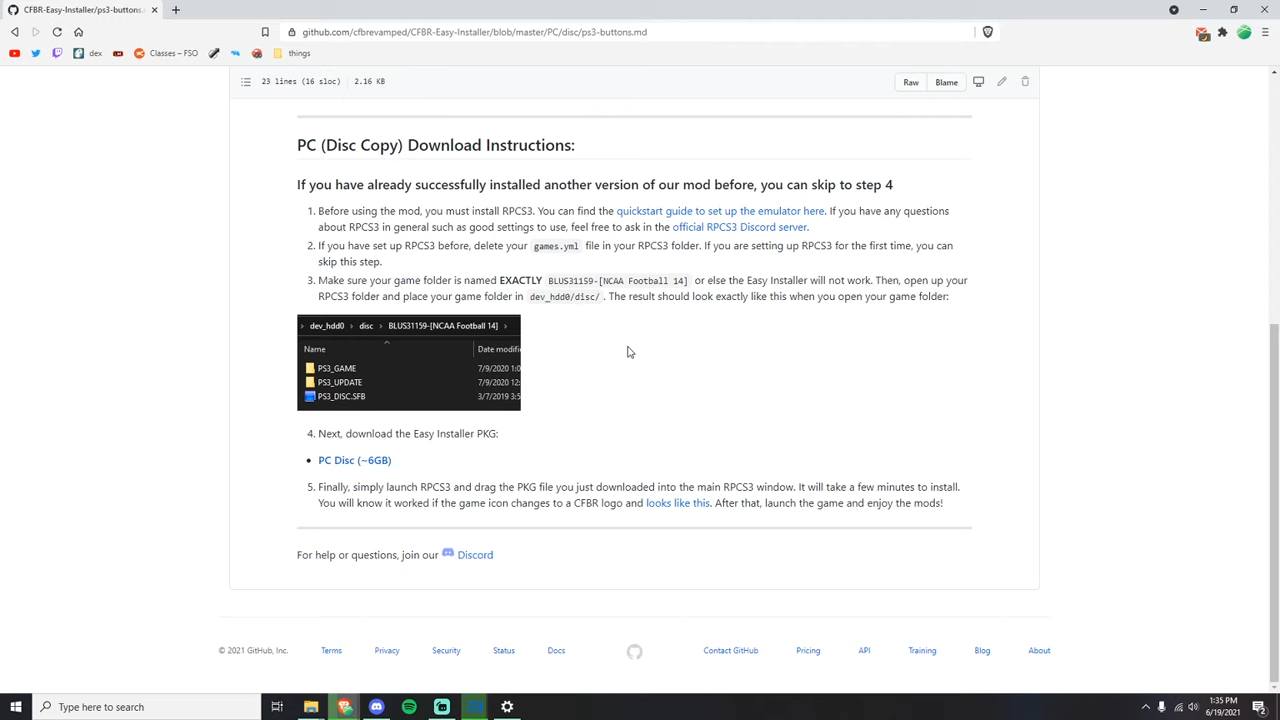 CFBR-Easy-Installer/ps3-buttons.
github.com/cfbrevamped/CFBR-Easy-Installer/blob/master/PC/disc/ps3-buttons.md
dex
Classes – FSO
things
23 lines (16 sloc) 2.16 KB
Raw Blame
PC (Disc Copy) Download Instructions:
If you have already successfully installed another version of our mod before, you can skip to step 4
1. Before using the mod, you must install RPCS3. You can find the quickstart guide to set up the emulator here. If you have any questions
about RPCS3 in general such as good settings to use, feel free to ask in the official RPCS3 Discord server.
2. If you have set up RPCS3 before, delete your games.yml file in your RPCS3 folder. If you are setting up RPCS3 for the first time, you can
skip this step.
3. Make sure your game folder is named EXACTLY BLUS31159-[NCAA Football 14] or else the Easy Installer will not work. Then, open up your
RPCS3 folder and place your game folder in dev_hdd0/disc/ . The result should look exactly like this when you open your game folder:
dev_hdd0 › disc › BLUS31159-[NCAA Football 14] ›
Name Date modifi
PS3_GAME 7/9/2020 1:0
PS3_UPDATE 7/9/2020 12:
PS3_DISC.SFB 3/7/2019 3:5
4. Next, download the Easy Installer PKG:
• PC Disc (~6GB)
5. Finally, simply launch RPCS3 and drag the PKG file you just downloaded into the main RPCS3 window. It will take a few minutes to install.
You will know it worked if the game icon changes to a CFBR logo and looks like this. After that, launch the game and enjoy the mods!
For help or questions, join our Discord
© 2021 GitHub, Inc. Terms Privacy Security Status Docs Contact GitHub Pricing API Training Blog About
Type here to search
1:35 PM
6/19/2021